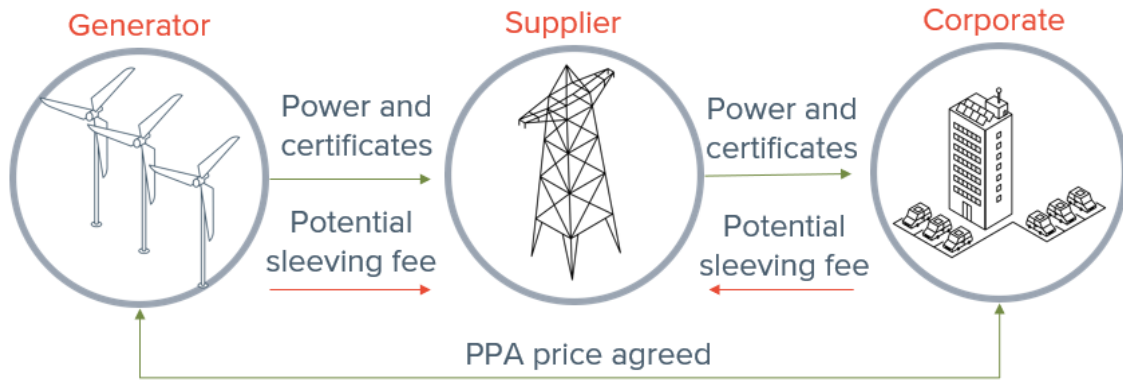 Generator
Supplier
Corporate
Power and
certificates
Power and
certificates
Potential
sleeving fee
Potential
sleeving fee
PPA price agreed